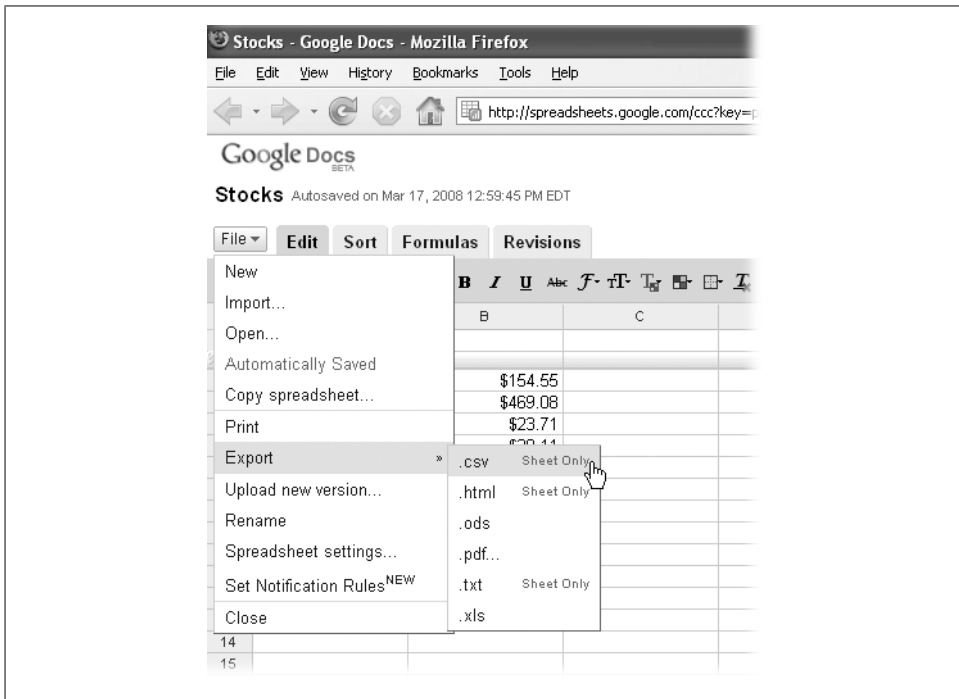 Stocks - Google Docs - Mozilla Firefox
File Edit View History Bookmarks Tools Help
http://spreadsheets.google.com/ccc?key=
Google Docs
BETA
Stocks Autosaved on Mar 17, 2008 12:59:45 PM EDT
File Edit Sort Formulas Revisions
B I U Abc F T T T
B C
New
Import...
Open...
Automatically Saved
Copy spreadsheet...
Print
Export »
Upload new version...
Rename
Spreadsheet settings...
Set Notification Rules NEW
Close
$154.55
$469.08
$23.71
.csv Sheet Only
.html Sheet Only
.ods
.pdf...
.txt Sheet Only
.xls
14
15